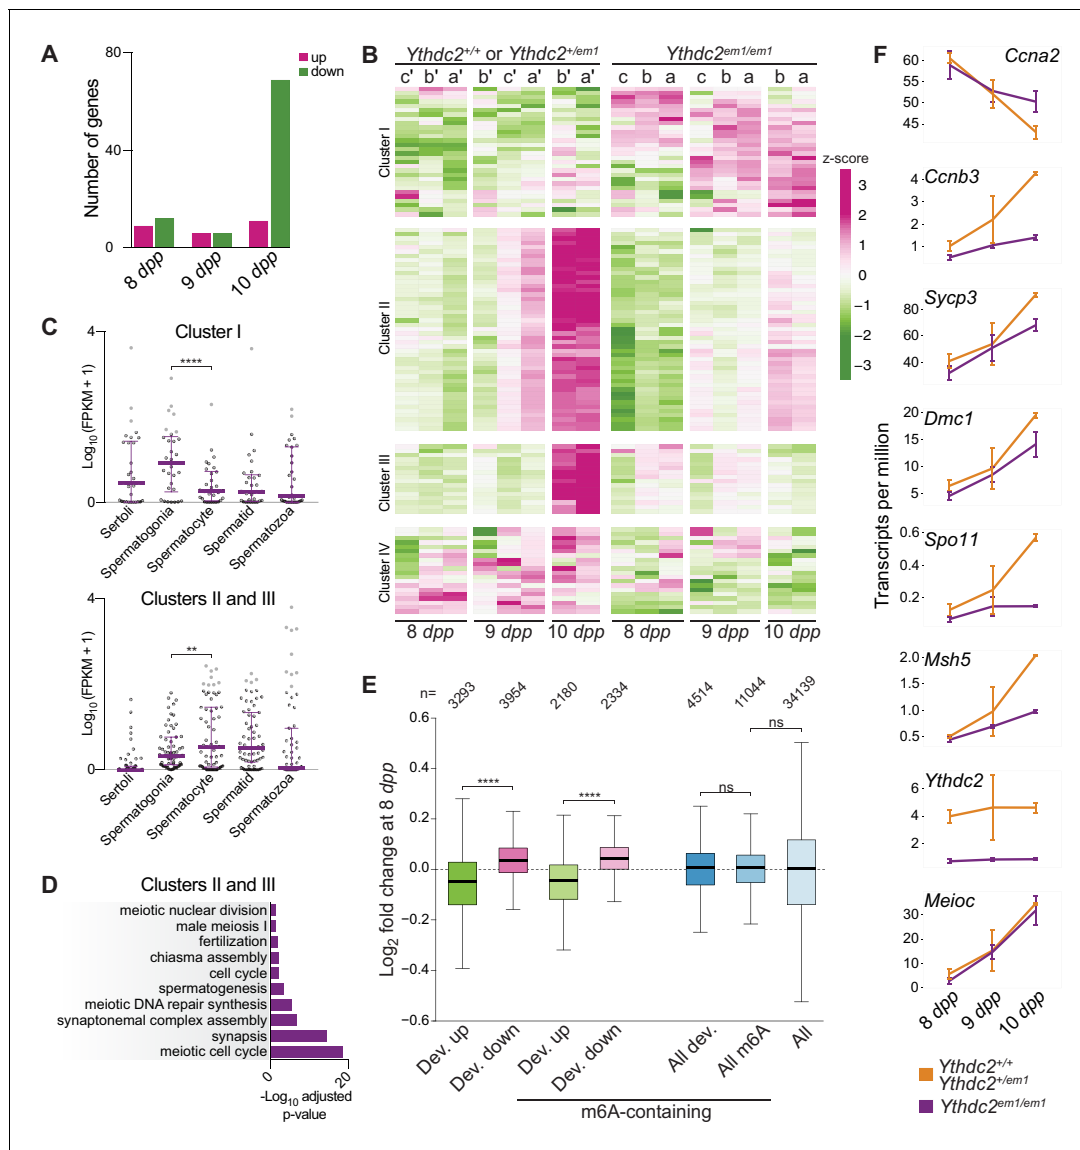 A
80
40
0
Number of genes
up
down
8 dpp
9 dpp
10 dpp
B
Ythdc2+/+ or Ythdc2+/em1
Ythdc2em1/em1
c' b' a' b' c' a' b' a' c b a c b a b a
Cluster I
Cluster II
Cluster III
Cluster IV
8 dpp 9 dpp 10 dpp 8 dpp 9 dpp 10 dpp
z-score
3
2
1
0
−1
−2
−3
C
Cluster I
4
0
Log10 (FPKM + 1)
****
Sertoli
Spermatogonia
Spermatocyte
Spermatid
Spermatozoa
Clusters II and III
4
0
Log10 (FPKM + 1)
**
Sertoli
Spermatogonia
Spermatocyte
Spermatid
Spermatozoa
D
Clusters II and III
meiotic nuclear division
male meiosis I
fertilization
chiasma assembly
cell cycle
spermatogenesis
meiotic DNA repair synthesis
synaptonemal complex assembly
synapsis
meiotic cell cycle
0 20
-Log10 adjusted
p-value
E
n= 3293 3954 2180 2334 4514 11044 34139
0.6
0.4
0.2
0.0
−0.2
−0.4
−0.6
Log2 fold change at 8 dpp
****
****
ns
ns
Dev. up
Dev. down
Dev. up
Dev. down
All dev.
All m6A
All
m6A-containing
F
Transcripts per million
Ccna2
60
55
50
45
Ccnb3
4
3
2
1
Sycp3
80
60
40
Dmc1
20
15
10
5
Spo11
0.6
0.4
0.2
Msh5
2.0
1.5
1.0
0.5
Ythdc2
6
4
2
Meioc
30
20
10
0
8 dpp
9 dpp
10 dpp
Ythdc2+/+
Ythdc2+/em1
Ythdc2em1/em1